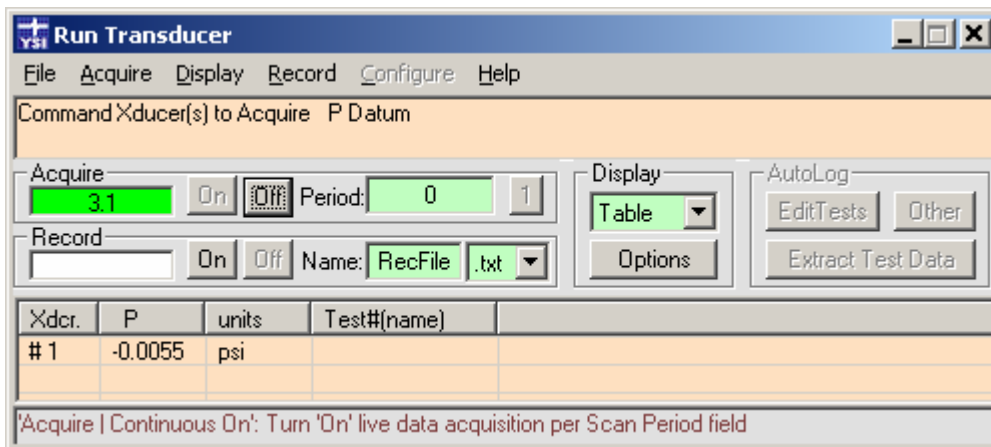 YSI Run Transducer
File Acquire Display Record Configure Help
Command Xducer(s) to Acquire P Datum
Acquire
3.1 On Off Period: 0 1
Record
On Off Name: RecFile .txt
Display
Table
Options
AutoLog
EditTests Other
Extract Test Data
Xdcr. P units Test#(name)
# 1 -0.0055 psi
'Acquire | Continuous On': Turn 'On' live data acquisition per Scan Period field